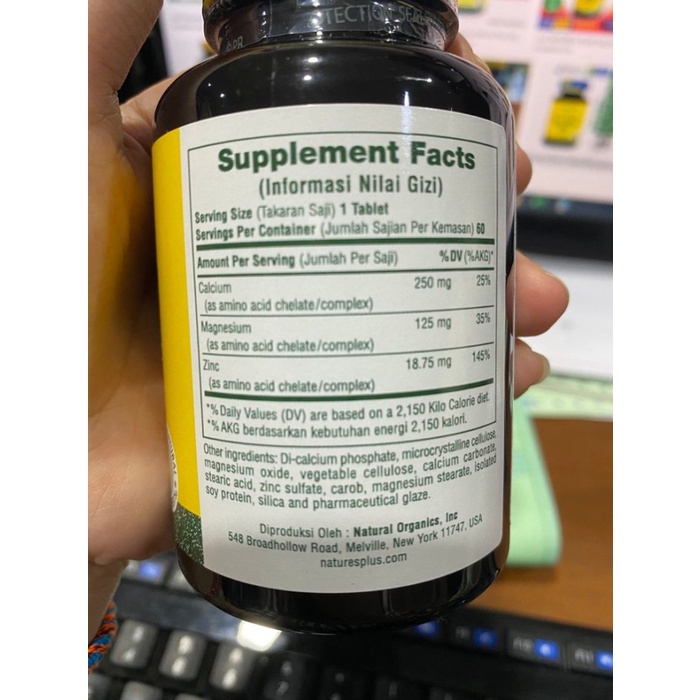 PROTECTION SEAL
Supplement Facts
(Informasi Nilai Gizi)
Serving Size (Takaran Saji) 1 Tablet
Servings Per Container (Jumlah Sajian Per Kemasan) 60
Amount Per Serving (Jumlah Per Saji) %DV (%AKG)*
Calcium 250 mg 25%
(as amino acid chelate/complex)
Magnesium 125 mg 35%
(as amino acid chelate/complex)
Zinc 18.75 mg 145%
(as amino acid chelate/complex)
*% Daily Values (DV) are based on a 2,150 Kilo Calorie diet.
*% AKG berdasarkan kebutuhan energi 2,150 kalori.
Other ingredients: Di-calcium phosphate, microcrystalline cellulose,
magnesium oxide, vegetable cellulose, calcium carbonate,
stearic acid, zinc sulfate, carob, magnesium stearate, isolated
soy protein, silica and pharmaceutical glaze.
Diproduksi Oleh : Natural Organics, Inc
548 Broadhollow Road, Melville, New York 11747, USA
naturesplus.com